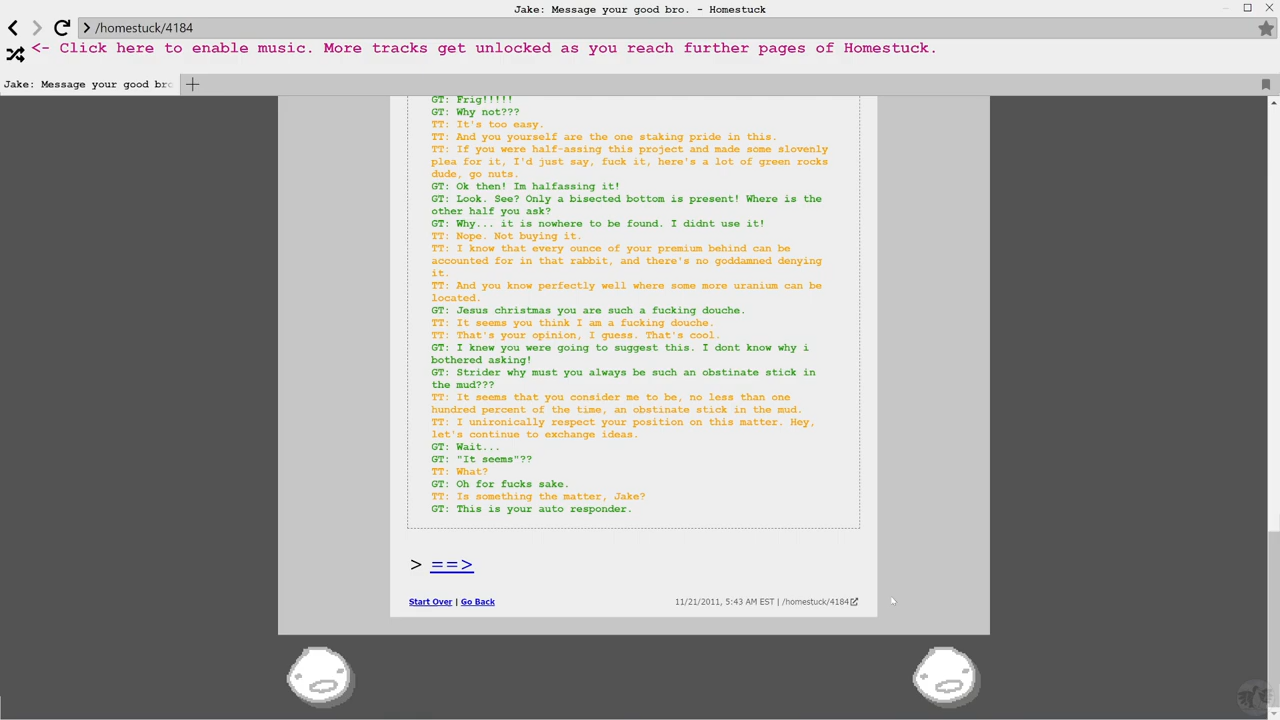 Jake: Message your good bro. - Homestuck
/homestuck/4184
<- Click here to enable music. More tracks get unlocked as you reach further pages of Homestuck.
Jake: Message your good bro
GT: Frig!!!!!
GT: Why not???
TT: It's too easy.
TT: And you yourself are the one staking pride in this.
TT: If you were half-assing this project and made some slovenly
plea for it, I'd just say, fuck it, here's a lot of green rocks
dude, go nuts.
GT: Ok then! Im halfassing it!
GT: Look. See? Only a bisected bottom is present! Where is the
other half you ask?
GT: Why... it is nowhere to be found. I didnt use it!
TT: Nope. Not buying it.
TT: I know that every ounce of your premium behind can be
accounted for in that rabbit, and there's no goddamned denying
it.
TT: And you know perfectly well where some more uranium can be
located.
GT: Jesus christmas you are such a fucking douche.
TT: It seems you think I am a fucking douche.
TT: That's your opinion, I guess. That's cool.
GT: I knew you were going to suggest this. I dont know why i
bothered asking!
GT: Strider why must you always be such an obstinate stick in
the mud???
TT: It seems that you consider me to be, no less than one
hundred percent of the time, an obstinate stick in the mud.
TT: I unironically respect your position on this matter. Hey,
let's continue to exchange ideas.
GT: Wait...
GT: "It seems"??
TT: What?
GT: Oh for fucks sake.
TT: Is something the matter, Jake?
GT: This is your auto responder.
> ==>
Start Over | Go Back
11/21/2011, 5:43 AM EST | /homestuck/4184